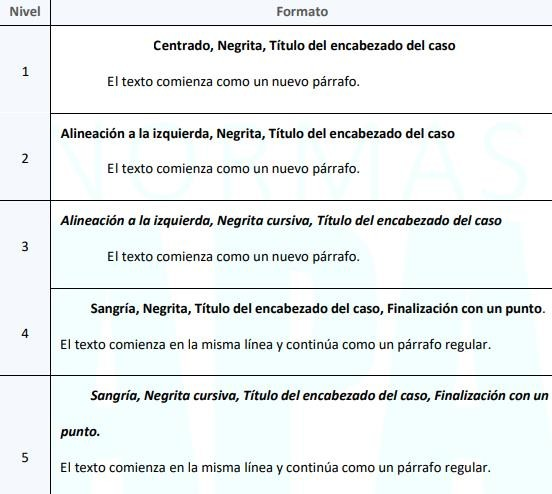 Nivel Formato
Centrado, Negrita, Título del encabezado del caso
1
El texto comienza como un nuevo párrafo.
Alineación a la izquierda, Negrita, Título del encabezado del caso
2
El texto comienza como un nuevo párrafo.
Alineación a la izquierda, Negrita cursiva, Título del encabezado del caso
3
El texto comienza como un nuevo párrafo.
Sangría, Negrita, Título del encabezado del caso, Finalización con un punto.
4
El texto comienza en la misma línea y continúa como un párrafo regular.
Sangría, Negrita cursiva, Título del encabezado del caso, Finalización con un
punto.
5
El texto comienza en la misma línea y continúa como un párrafo regular.
NORMAS
APA